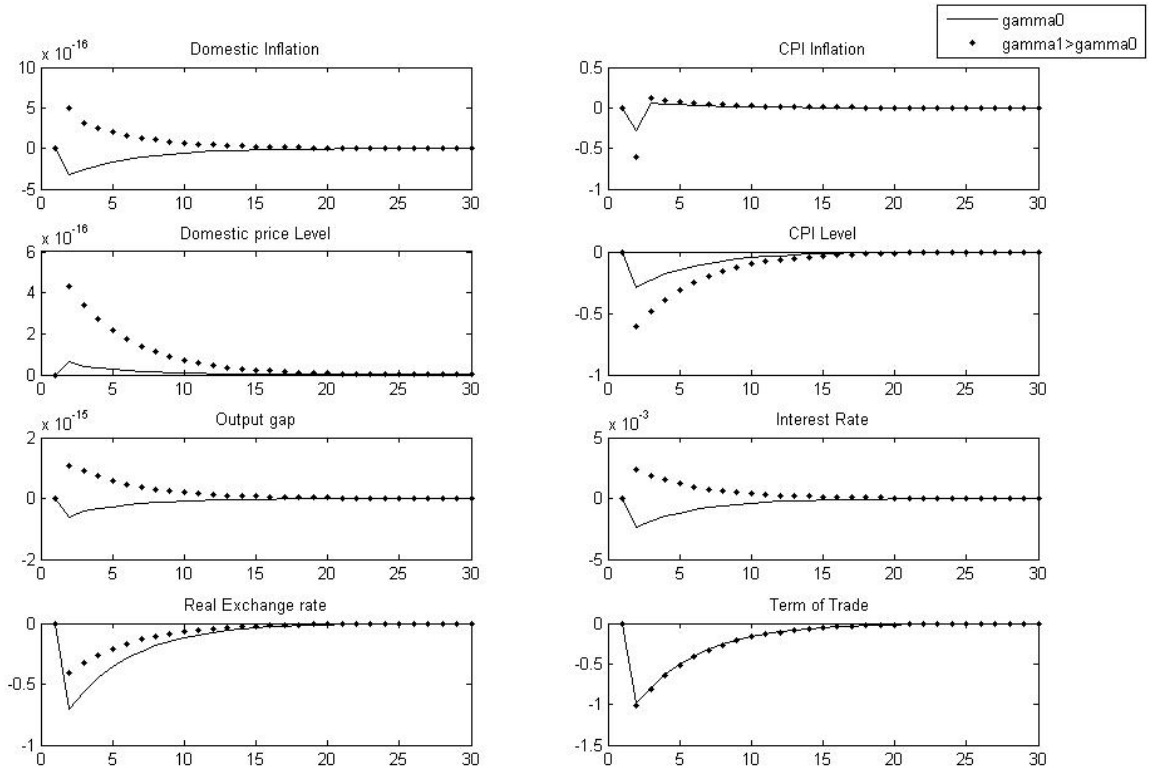 gamma0
gamma1>gamma0
x 10^-16
Domestic Inflation
10
5
0
-5
0 5 10 15 20 25 30
CPI Inflation
0.5
0
-0.5
-1
0 5 10 15 20 25 30
x 10^-16
Domestic price Level
6
4
2
0
0 5 10 15 20 25 30
CPI Level
0
-0.5
-1
0 5 10 15 20 25 30
x 10^-15
Output gap
2
0
-2
0 5 10 15 20 25 30
x 10^-3
Interest Rate
5
0
-5
0 5 10 15 20 25 30
Real Exchange rate
0
-0.5
-1
0 5 10 15 20 25 30
Term of Trade
0
-0.5
-1
-1.5
0 5 10 15 20 25 30